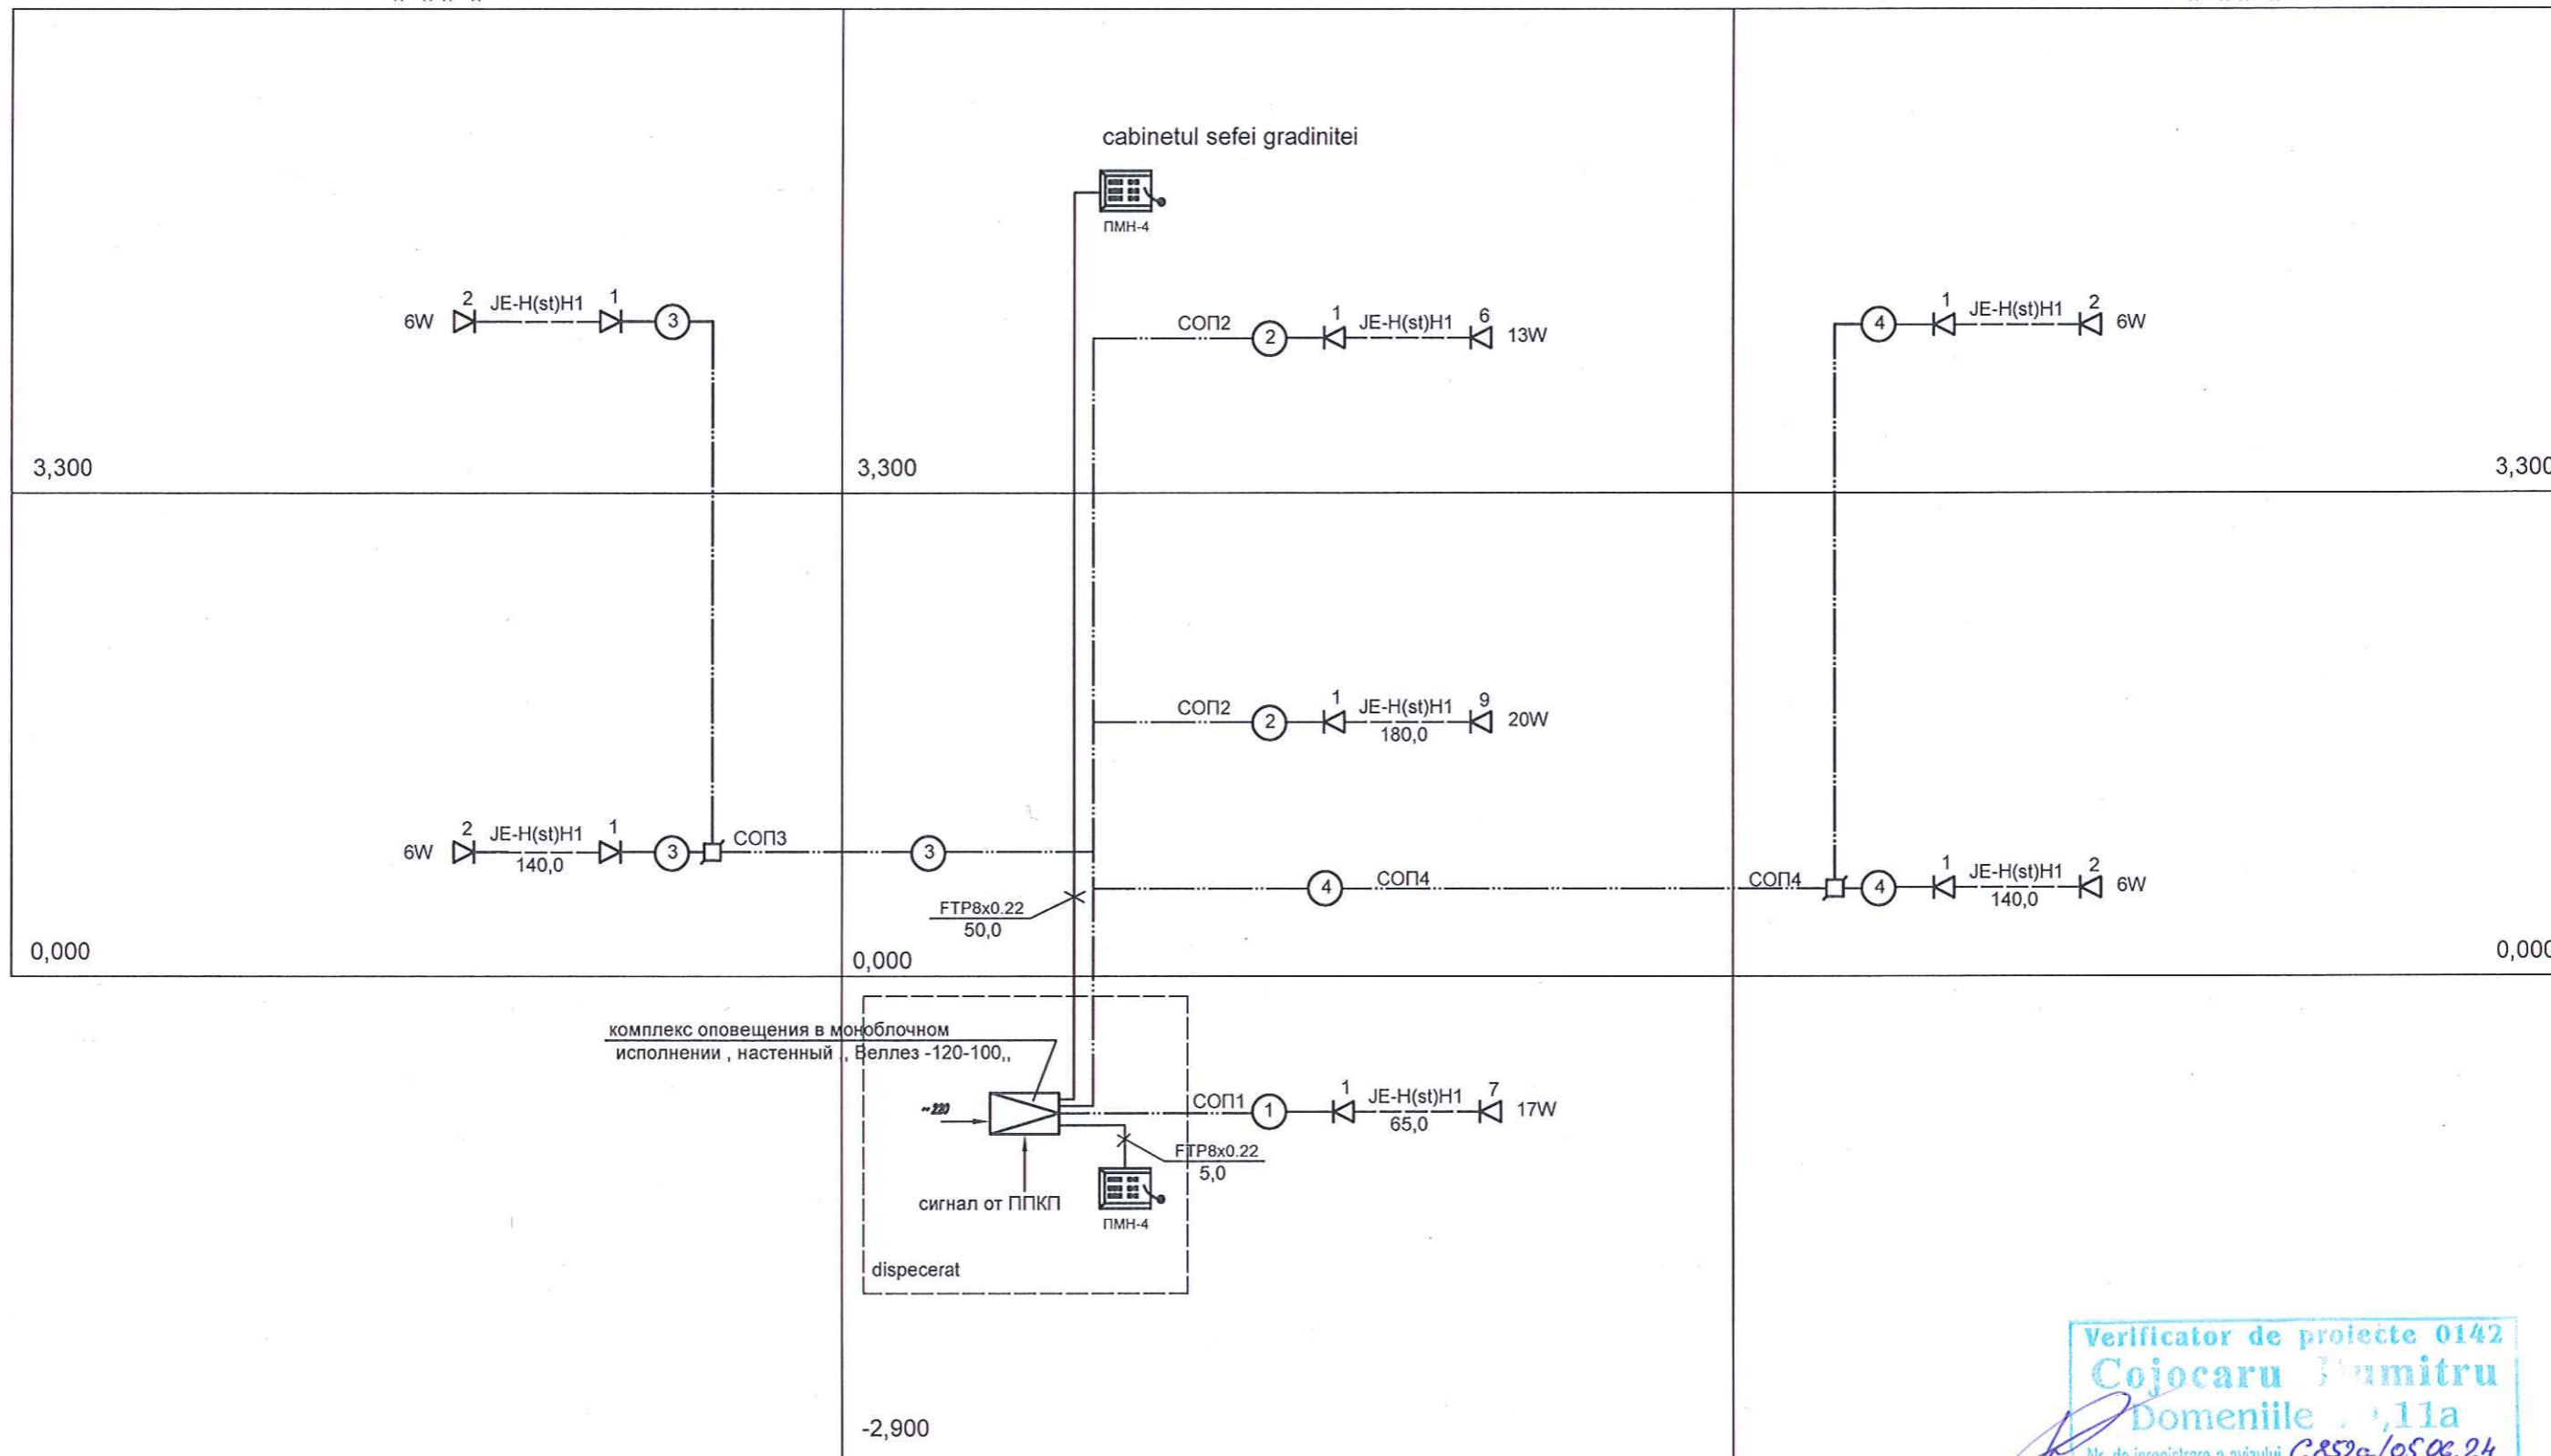 cabinetul sefei gradinitei
ПМН-4
6W 2 JE-H(st)H1 1 3
СОП2 2 1 JE-H(st)H1 6 13W
4 1 JE-H(st)H1 2 6W
3,300
3,300
3,300
СОП2 2 1 JE-H(st)H1 9 20W
180,0
6W 2 JE-H(st)H1 1 3 СОП3 3
140,0
4 СОП4 СОП4 4 1 JE-H(st)H1 2 6W
140,0
FTP8x0.22
50,0
0,000
0,000
0,000
комплекс оповещения в моноблочном
исполнении , настенный ,, Веллез -120-100,,
~220
СОП1 1 1 JE-H(st)H1 7 17W
65,0
FTP8x0.22
5,0
сигнал от ППКП
ПМН-4
dispecerat
-2,900
Verificator de proiecte 0142
Cojocaru
Domeniile ,11a
Nr. de inregistrare a avizului